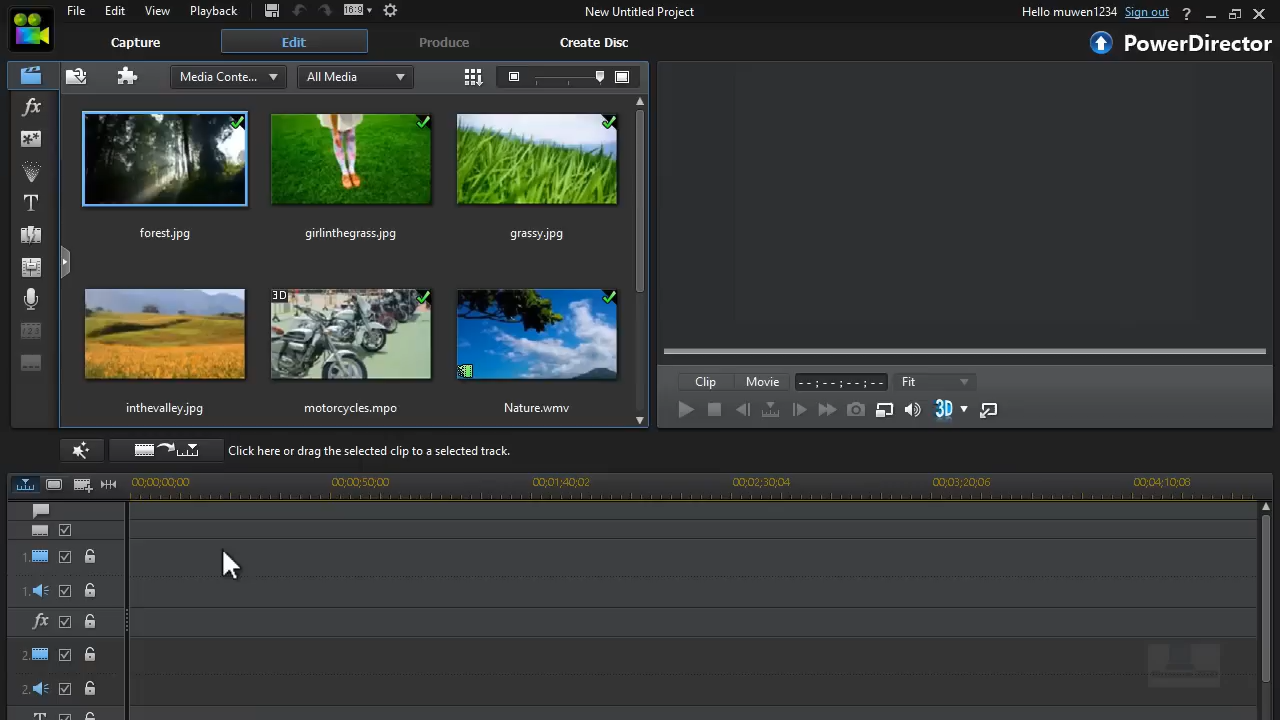 File Edit View Playback 16:9 New Untitled Project Hello muwen1234 Sign out ?
Capture Edit Produce Create Disc PowerDirector
Media Conte... All Media
fx
T
forest.jpg girlinthegrass.jpg grassy.jpg
3D
inthevalley.jpg motorcycles.mpo Nature.wmv
Clip Movie --;--;--;-- Fit
3D
Click here or drag the selected clip to a selected track.
00;00;00;00 00;00;50;00 00;01;40;02 00;02;30;04 00;03;20;06 00;04;10;08
1.
1.
fx
2.
2.
T